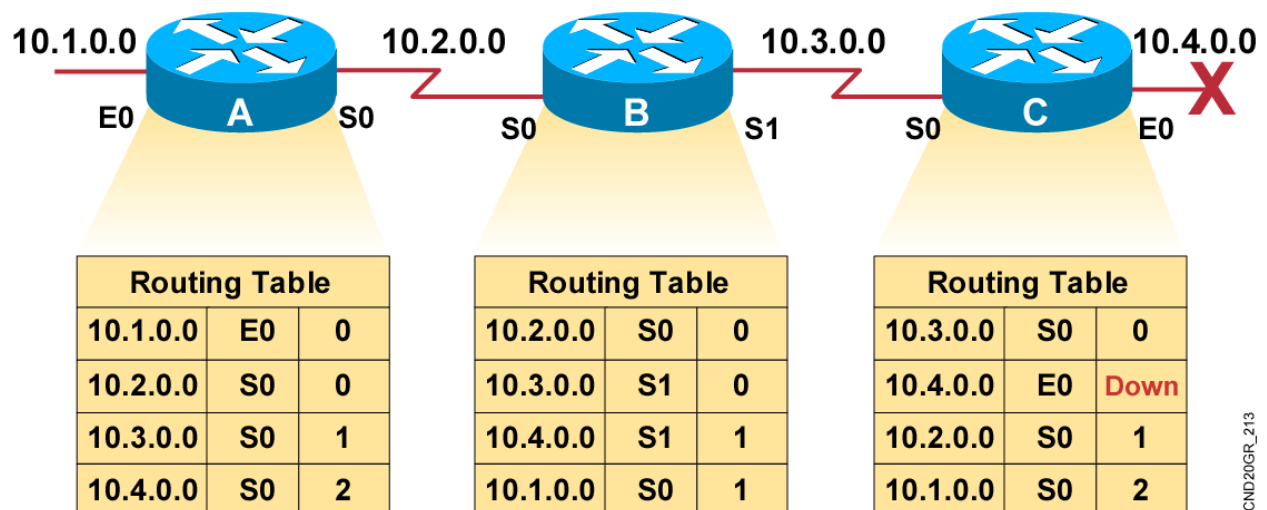 10.1.0.0 10.2.0.0 10.3.0.0 10.4.0.0
E0 A S0 S0 B S1 S0 C E0
X
Routing Table Routing Table Routing Table
10.1.0.0 E0 0 10.2.0.0 S0 0 10.3.0.0 S0 0
10.2.0.0 S0 0 10.3.0.0 S1 0 10.4.0.0 E0 Down
10.3.0.0 S0 1 10.4.0.0 S1 1 10.2.0.0 S0 1
10.4.0.0 S0 2 10.1.0.0 S0 1 10.1.0.0 S0 2
CND20GR_213